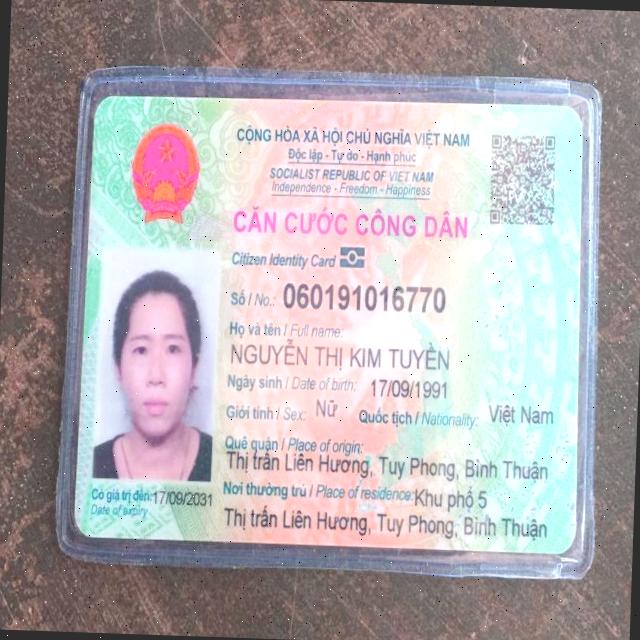 CỘNG HÒA XÃ HỘI CHỦ NGHĨA VIỆT NAM
Độc lập - Tự do - Hạnh phúc
SOCIALIST REPUBLIC OF VIET NAM
Independence - Freedom - Happiness
CĂN CƯỚC CÔNG DÂN
Citizen Identity Card
Số / No.: 060191016770
Họ và tên / Full name:
NGUYỄN THỊ KIM TUYỀN
Ngày sinh / Date of birth: 17/09/1991
Giới tính / Sex: Nữ Quốc tịch / Nationality: Việt Nam
Quê quán / Place of origin:
Thị trấn Liên Hương, Tuy Phong, Bình Thuận
Nơi thường trú / Place of residence: Khu phố 5
Thị trấn Liên Hương, Tuy Phong, Bình Thuận
Có giá trị đến: 17/09/2031
Date of expiry